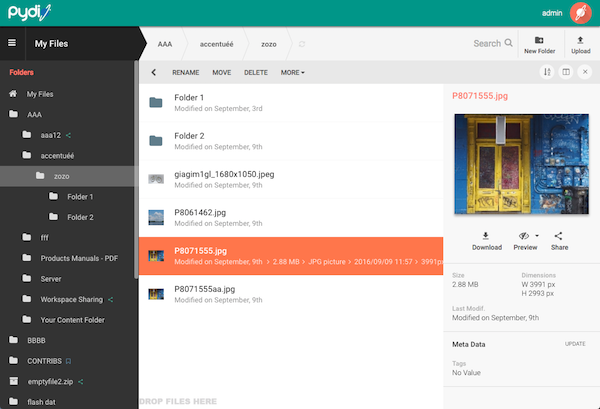 pydi
admin
My Files
AAA
accentuéé
zozo
Search
New Folder
Upload
Folders
My Files
AAA
aaa12
accentuéé
zozo
Folder 1
Folder 2
fff
Products Manuals - PDF
Server
Workspace Sharing
Your Content Folder
BBBB
CONTRIBS
emptyfile2.zip
flash dat
RENAME MOVE DELETE MORE
Folder 1
Modified on September, 3rd
Folder 2
Modified on September, 9th
giagim1gl_1680x1050.jpeg
Modified on September, 9th
P8061462.jpg
Modified on September, 9th
P8071555.jpg
Modified on September, 9th > 2.88 MB > JPG picture > 2016/09/09 11:57 > 3991p
P8071555aa.jpg
Modified on September, 9th
DROP FILES HERE
P8071555.jpg
Download Preview Share
Size
2.88 MB
Dimensions
W 3991 px
H 2993 px
Last Modif.
Modified on September, 9th
Meta Data UPDATE
Tags
No Value